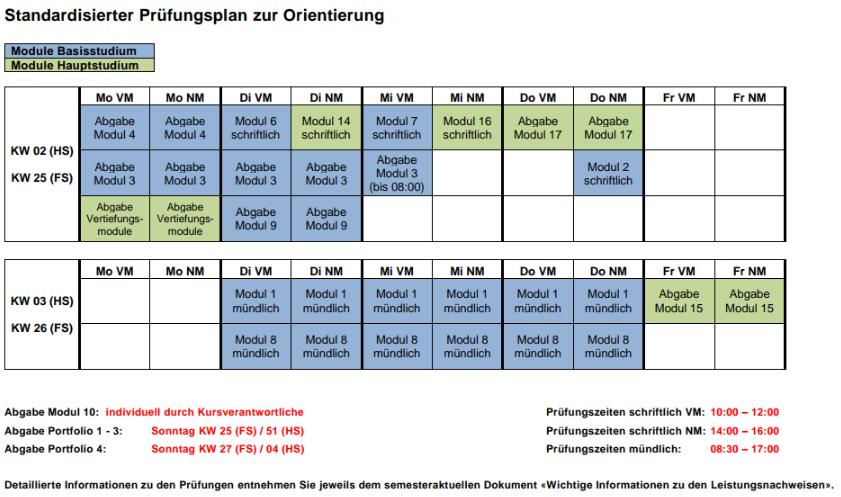 Standardisierter Prüfungsplan zur Orientierung
Module Basisstudium
Module Hauptstudium
Mo VM Mo NM Di VM Di NM Mi VM Mi NM Do VM Do NM Fr VM Fr NM
KW 02 (HS)
KW 25 (FS)
Abgabe Modul 4 Abgabe Modul 4 Modul 6 schriftlich Modul 14 schriftlich Modul 7 schriftlich Modul 16 schriftlich Abgabe Modul 17 Abgabe Modul 17
Abgabe Modul 3 Abgabe Modul 3 Abgabe Modul 3 Abgabe Modul 3 Abgabe Modul 3 (bis 08:00) Modul 2 schriftlich
Abgabe Vertiefungs-module Abgabe Vertiefungs-module Abgabe Modul 9 Abgabe Modul 9
Mo VM Mo NM Di VM Di NM Mi VM Mi NM Do VM Do NM Fr VM Fr NM
KW 03 (HS)
KW 26 (FS)
Modul 1 mündlich Modul 1 mündlich Modul 1 mündlich Modul 1 mündlich Modul 1 mündlich Modul 1 mündlich Abgabe Modul 15 Abgabe Modul 15
Modul 8 mündlich Modul 8 mündlich Modul 8 mündlich Modul 8 mündlich Modul 8 mündlich Modul 8 mündlich
Abgabe Modul 10: individuell durch Kursverantwortliche
Abgabe Portfolio 1 - 3: Sonntag KW 25 (FS) / 51 (HS)
Abgabe Portfolio 4: Sonntag KW 27 (FS) / 04 (HS)
Prüfungszeiten schriftlich VM: 10:00 – 12:00
Prüfungszeiten schriftlich NM: 14:00 – 16:00
Prüfungszeiten mündlich: 08:30 – 17:00
Detaillierte Informationen zu den Prüfungen entnehmen Sie jeweils dem semesteraktuellen Dokument «Wichtige Informationen zu den Leistungsnachweisen».